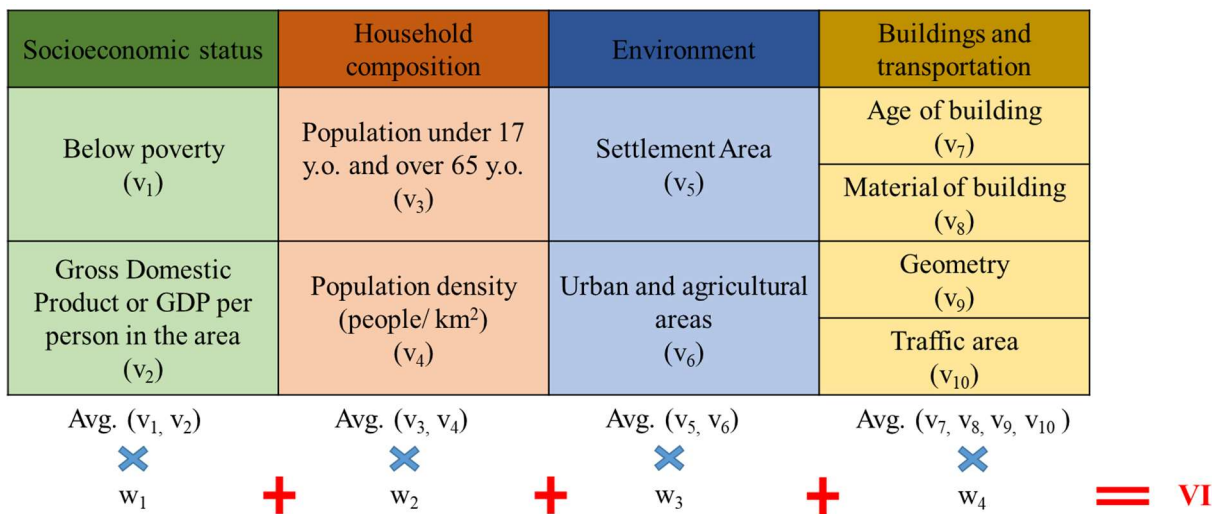 Socioeconomic status
Household
composition
Environment
Buildings and
transportation
Below poverty
(v₁)
Population under 17
y.o. and over 65 y.o.
(v₃)
Settlement Area
(v₅)
Age of building
(v₇)
Material of building
(v₈)
Gross Domestic
Product or GDP per
person in the area
(v₂)
Population density
(people/ km²)
(v₄)
Urban and agricultural
areas
(v₆)
Geometry
(v₉)
Traffic area
(v₁₀)
Avg. (v₁, v₂)
Avg. (v₃, v₄)
Avg. (v₅, v₆)
Avg. (v₇, v₈, v₉, v₁₀ )
× × × ×
w₁ + w₂ + w₃ + w₄ = VI